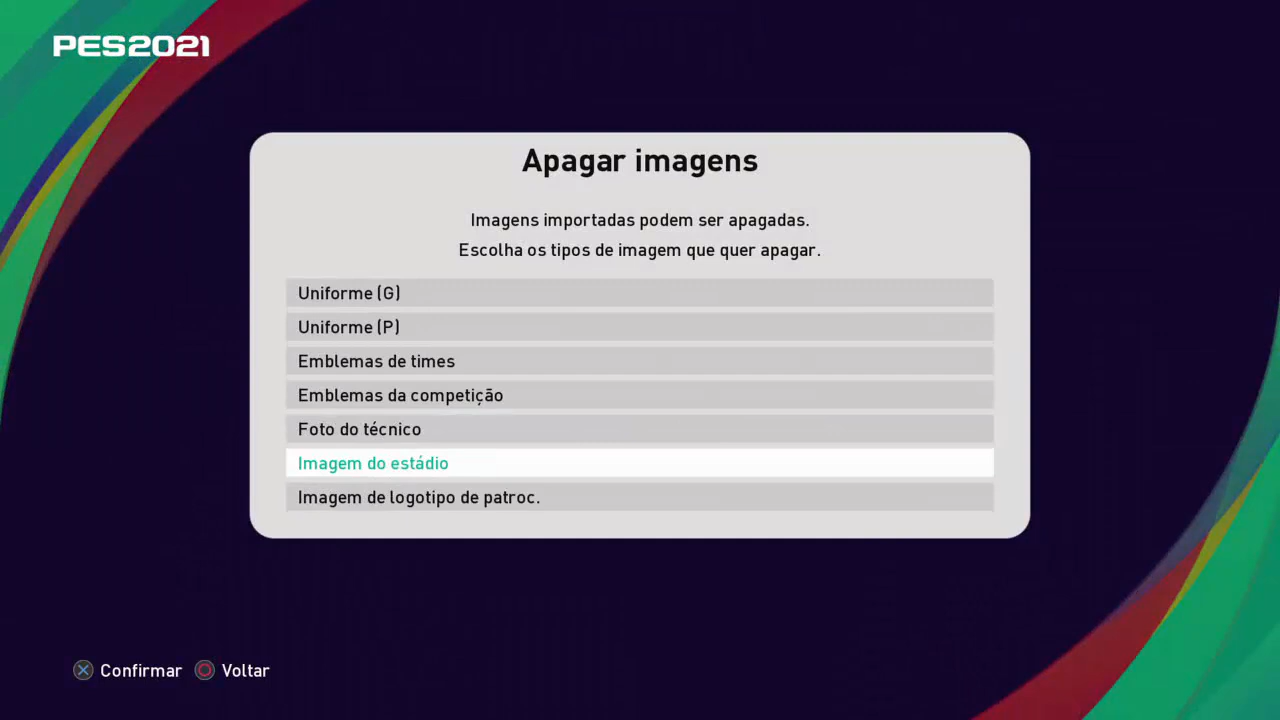 PES2021
Apagar imagens
Imagens importadas podem ser apagadas.
Escolha os tipos de imagem que quer apagar.
Uniforme (G)
Uniforme (P)
Emblemas de times
Emblemas da competição
Foto do técnico
Imagem do estádio
Imagem de logotipo de patroc.
Confirmar Voltar